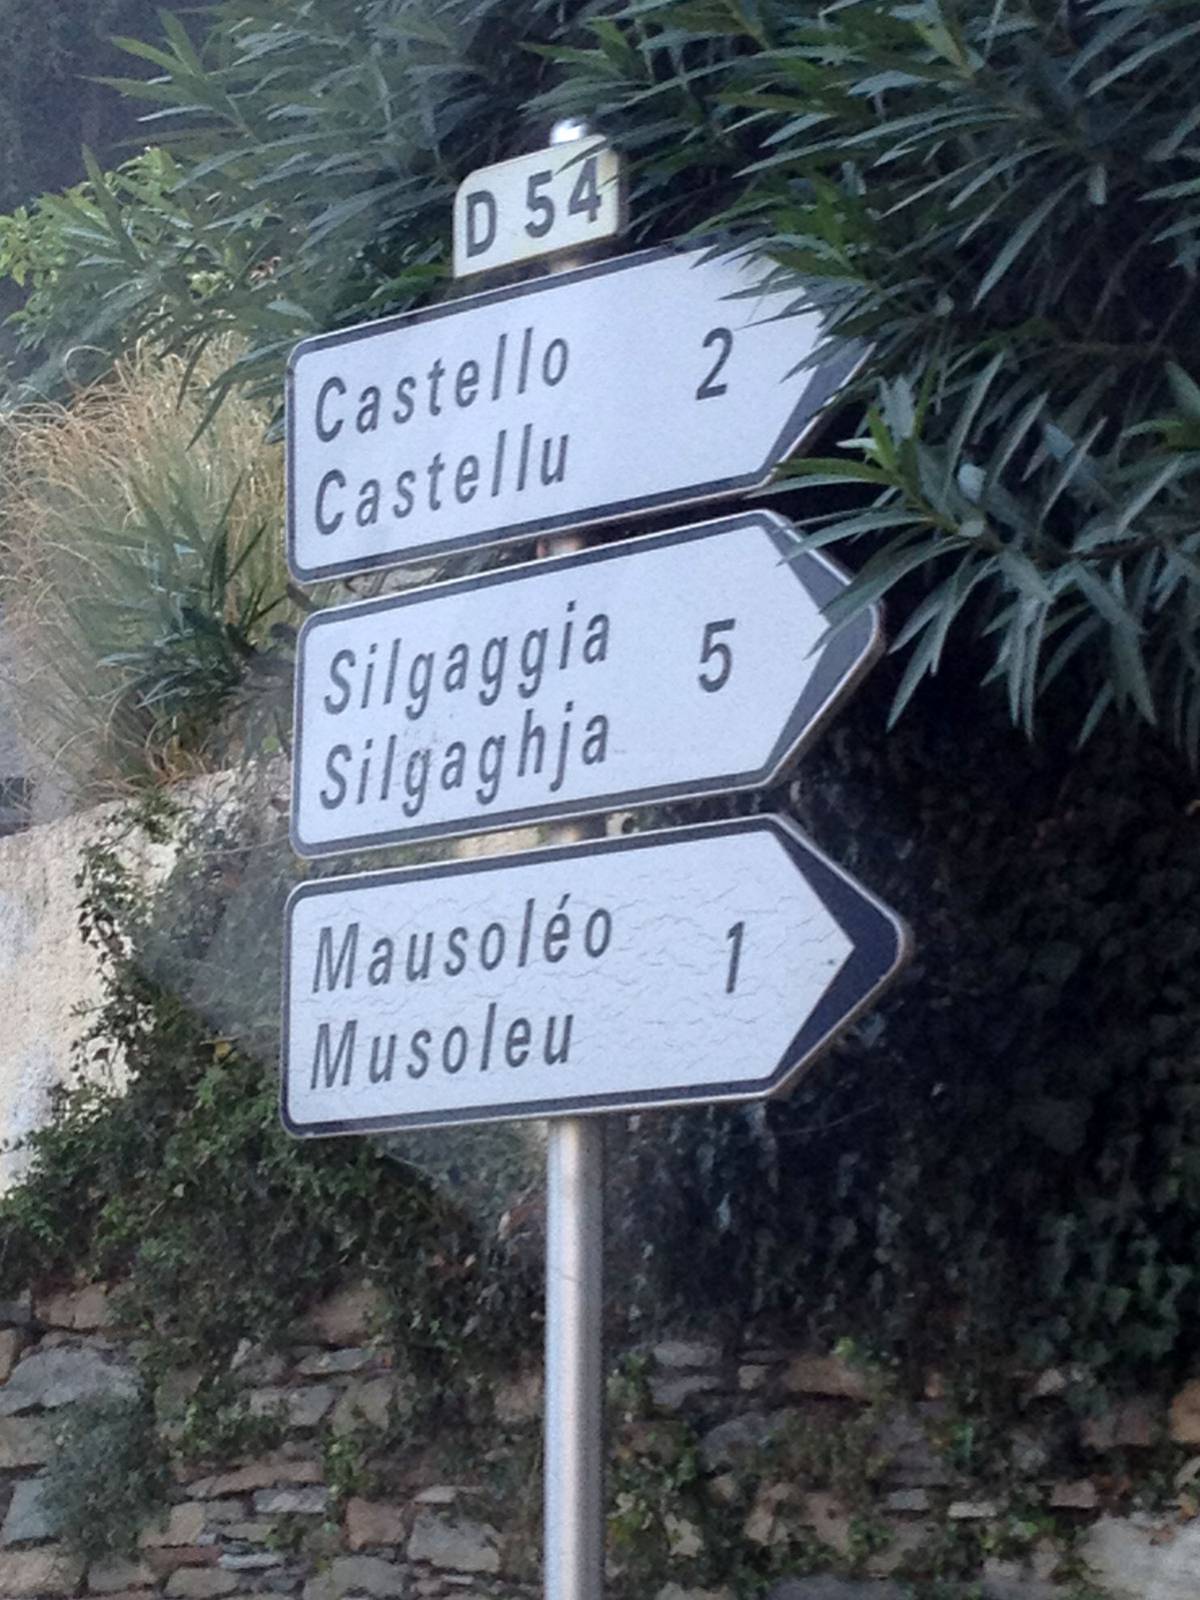 D 54
Castello 2
Castellu
Silgaggia 5
Silgaghja
Mausoléo 1
Musoleu